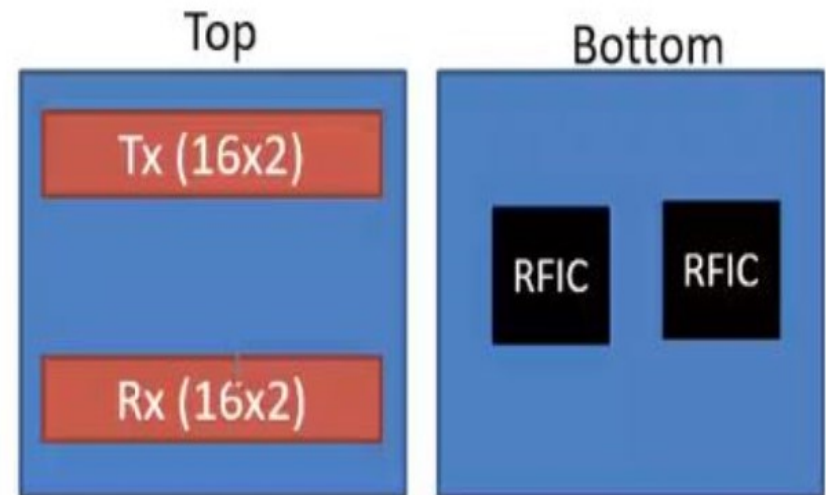 Top
Tx (16x2)
Rx (16x2)
Bottom
RFIC
RFIC